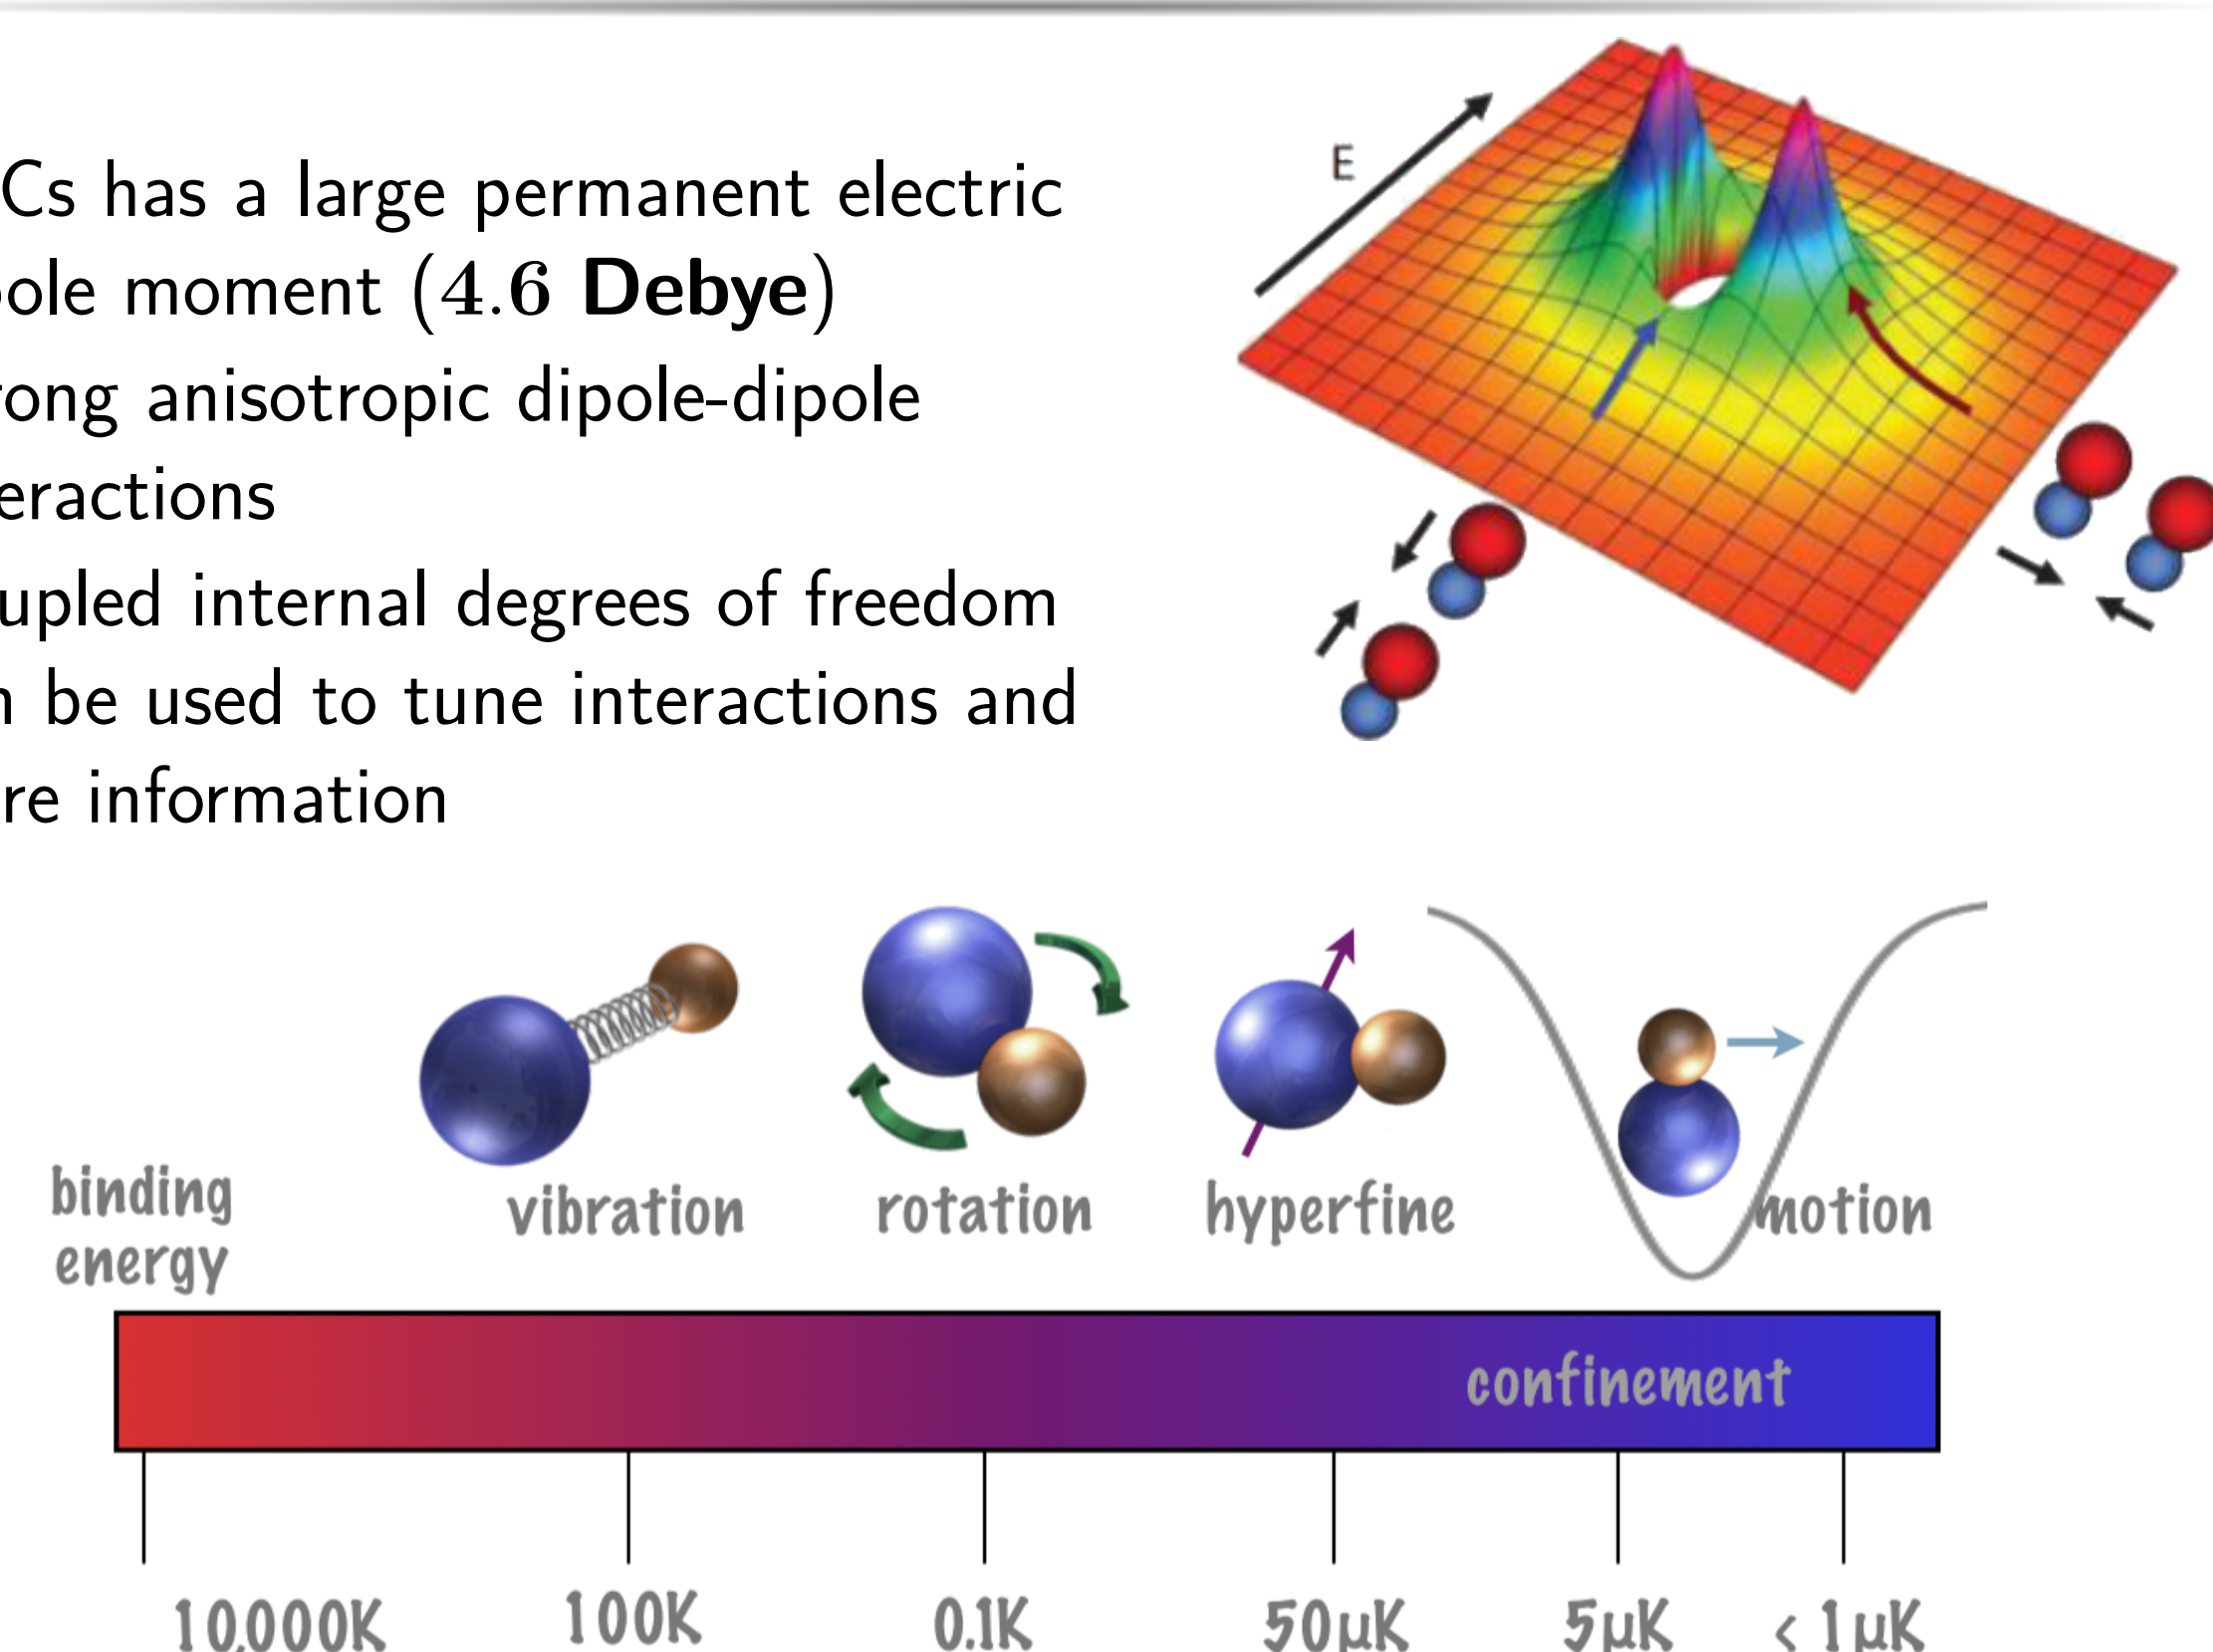 Cs has a large permanent electric
pole moment (4.6 Debye)
rong anisotropic dipole-dipole
eractions
upled internal degrees of freedom
n be used to tune interactions and
re information
E
binding
energy
vibration
rotation
hyperfine
motion
confinement
10,000K 100K 0.1K 50µK 5µK < 1µK